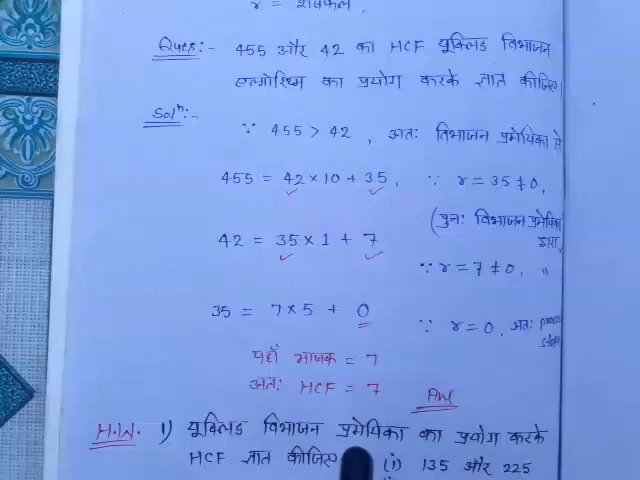 r = शेषफल.
Ques:- 455 और 42 का HCF यूक्लिड विभाजन
एल्गोरिथ्म का प्रयोग करके ज्ञात कीजिए।
Solⁿ:-
∵ 455 > 42 , अतः विभाजन प्रमेयिका से
455 = 42 × 10 + 35, ∵ r = 35 ≠ 0,
(पुनः विभाजन प्रमेयिका
द्वारा,
42 = 35 × 1 + 7
∵ r = 7 ≠ 0, "
35 = 7 × 5 + 0 ∵ r = 0, अतः process
stops
यहाँ भाजक = 7
अतः HCF = 7
Ans
H.W. 1) यूक्लिड विभाजन प्रमेयिका का प्रयोग करके
HCF ज्ञात कीजिए (i) 135 और 225